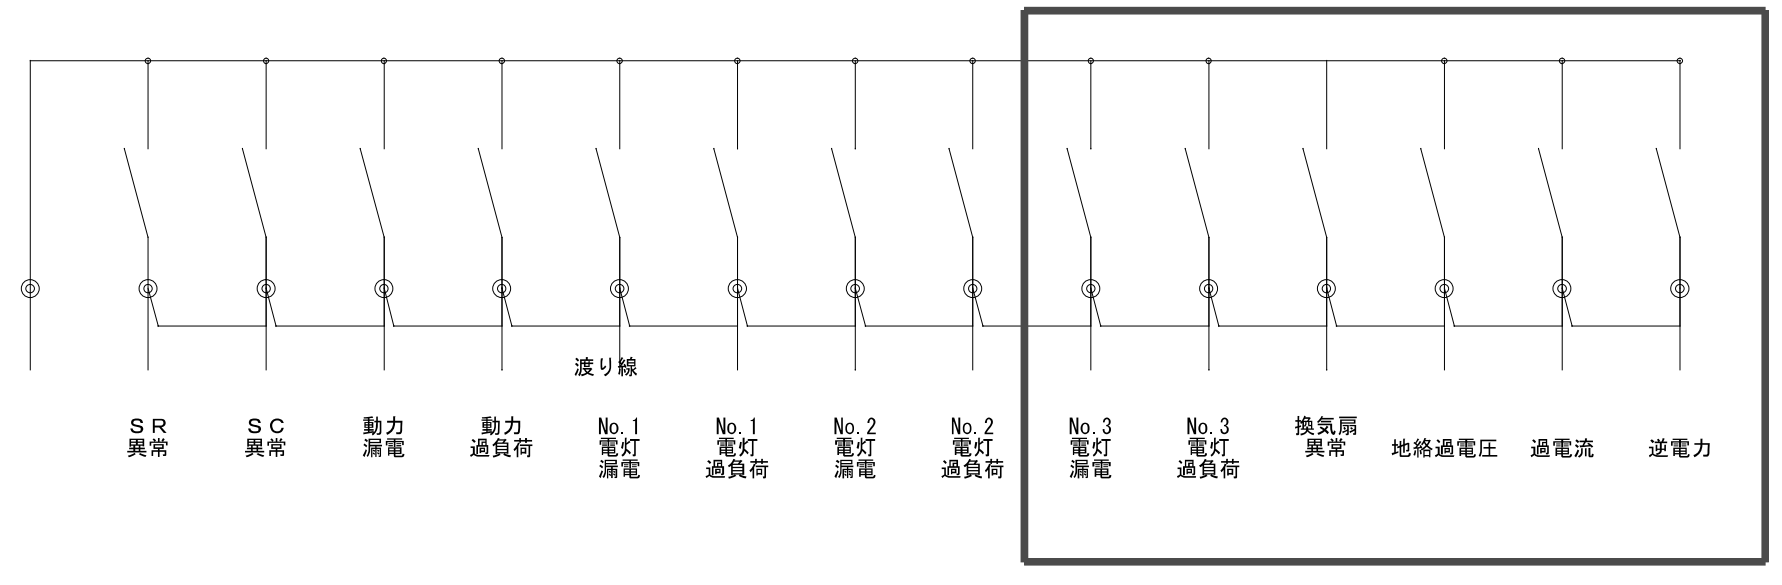 渡り線
ＳＲ
異常
ＳＣ
異常
動力
漏電
動力
過負荷
No.1
電灯
漏電
No.1
電灯
過負荷
No.2
電灯
漏電
No.2
電灯
過負荷
No.3
電灯
漏電
No.3
電灯
過負荷
換気扇
異常
地絡過電圧
過電流
逆電力